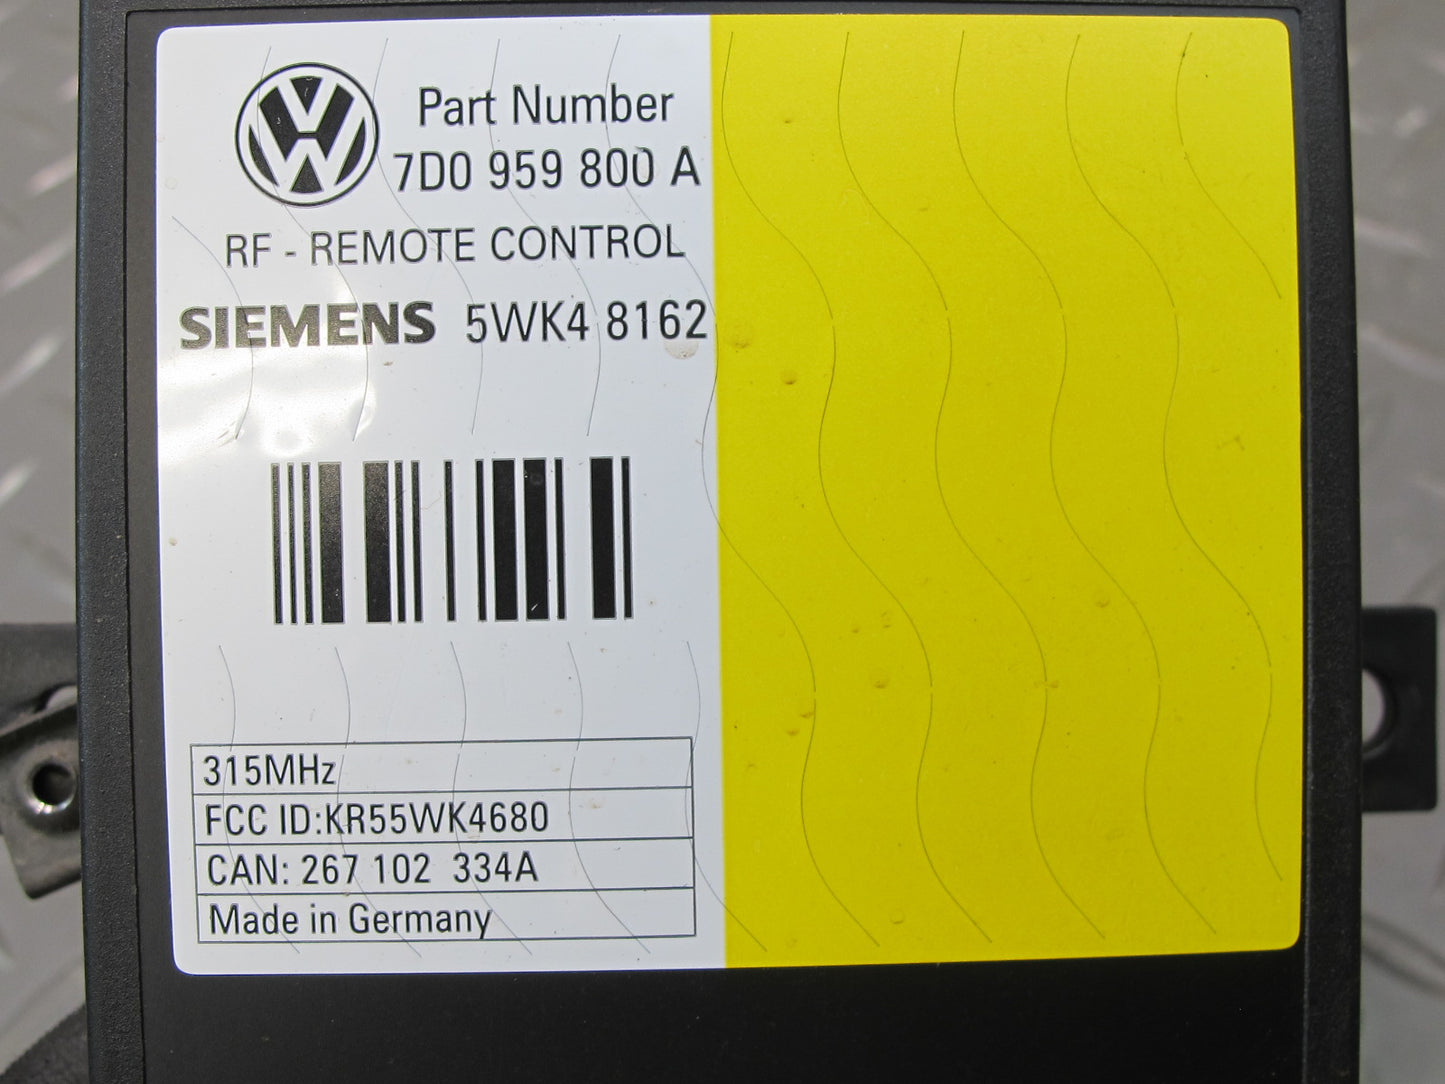 Part Number
7D0 959 800 A
RF - REMOTE CONTROL
SIEMENS 5WK4 8162
315MHz
FCC ID:KR55WK4680
CAN: 267 102 334A
Made in Germany